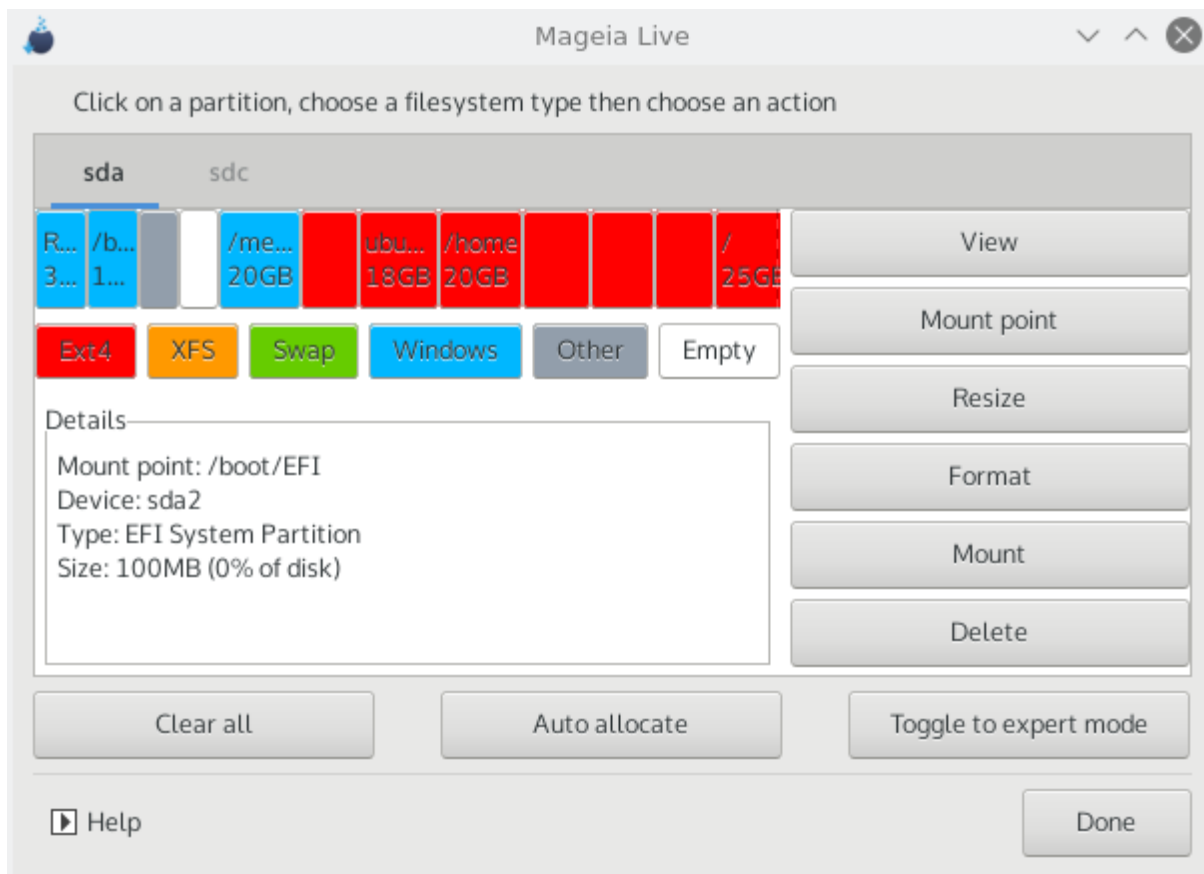 Mageia Live
Click on a partition, choose a filesystem type then choose an action
sda sdc
R... /b... /me... ubu... /home /
3... 1... 20GB 18GB 20GB 25GB
Ext4 XFS Swap Windows Other Empty
Details
Mount point: /boot/EFI
Device: sda2
Type: EFI System Partition
Size: 100MB (0% of disk)
View
Mount point
Resize
Format
Mount
Delete
Clear all Auto allocate Toggle to expert mode
Help Done